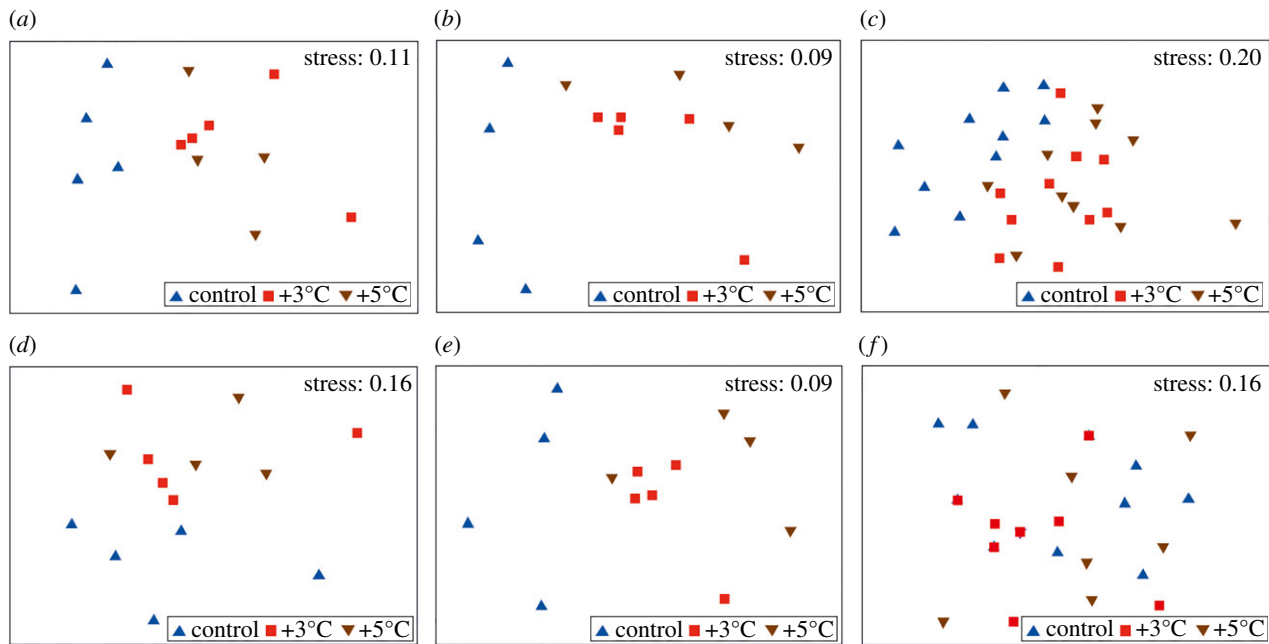 (a)
(b)
(c)
stress: 0.11
stress: 0.09
stress: 0.20
control +3°C +5°C
control +3°C +5°C
control +3°C +5°C
(d)
(e)
(f)
stress: 0.16
stress: 0.09
stress: 0.16
control +3°C +5°C
control +3°C +5°C
control +3°C +5°C